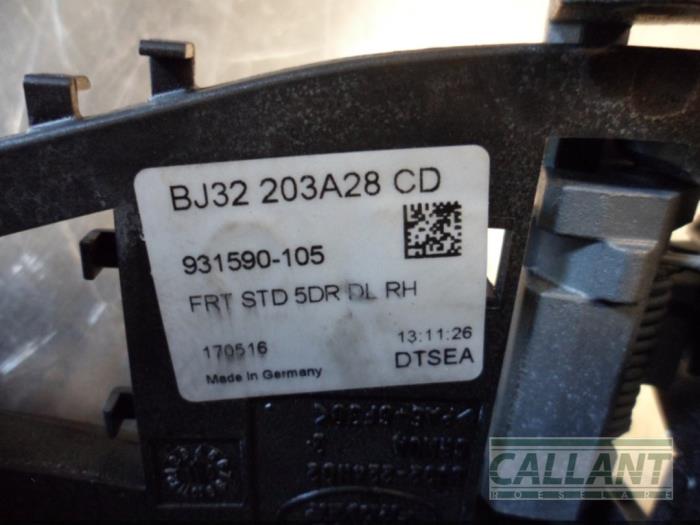 BJ32 203A28 CD
931590-105
FRT STD 5DR DL RH
170516 13:11:26
Made in Germany DTSEA
CALLANT
ROESELARE